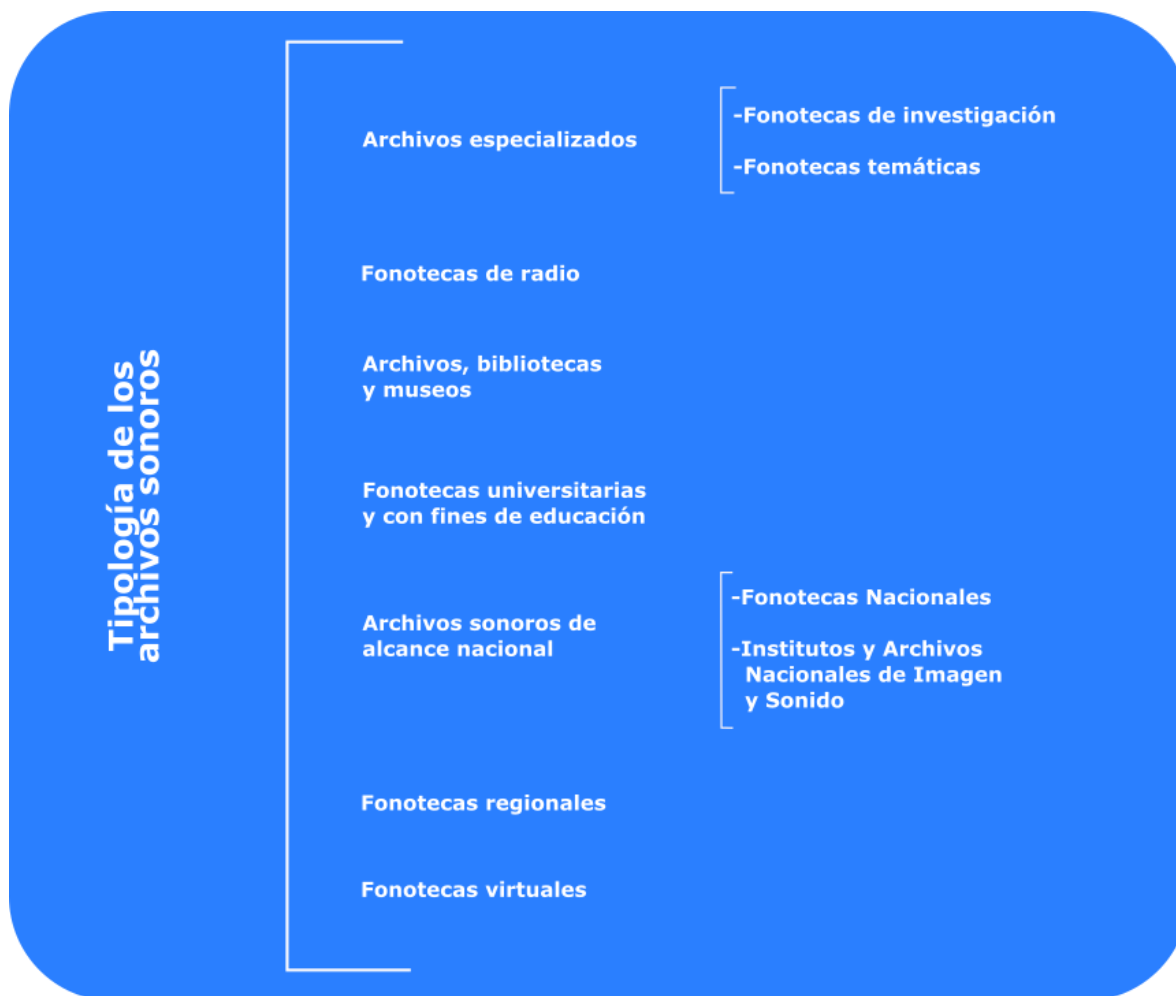 Tipología de los
archivos sonoros
Archivos especializados
-Fonotecas de investigación
-Fonotecas temáticas
Fonotecas de radio
Archivos, bibliotecas
y museos
Fonotecas universitarias
y con fines de educación
Archivos sonoros de
alcance nacional
-Fonotecas Nacionales
-Institutos y Archivos
Nacionales de Imagen
y Sonido
Fonotecas regionales
Fonotecas virtuales